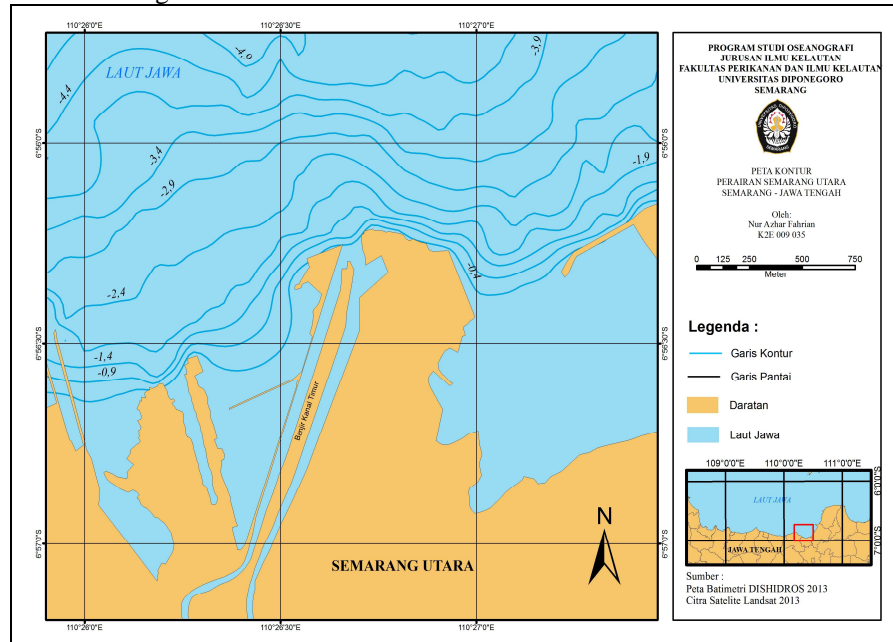 110°26'0"E
110°26'30"E
110°27'0"E
LAUT JAWA
-4,4
-4,0
-3,9
-3,4
-2,9
-1,9
-2,4
-0,4
-1,4
-0,9
6°56'0"S
6°56'0"S
6°56'30"S
6°56'30"S
6°57'0"S
6°57'0"S
Banjir Kanal Timur
SEMARANG UTARA
N
110°26'0"E
110°26'30"E
110°27'0"E
PROGRAM STUDI OSEANOGRAFI
JURUSAN ILMU KELAUTAN
FAKULTAS PERIKANAN DAN ILMU KELAUTAN
UNIVERSITAS DIPONEGORO
SEMARANG
PETA KONTUR
PERAIRAN SEMARANG UTARA
SEMARANG - JAWA TENGAH
Oleh:
Nur Azhar Fahrian
K2E 009 035
0 125 250 500 750
Meter
Legenda :
Garis Kontur
Garis Pantai
Daratan
Laut Jawa
109°0'0"E 110°0'0"E 111°0'0"E
6°0'0"S
7°0'0"S
LAUT JAWA
JAWA TENGAH
Sumber :
Peta Batimetri DISHIDROS 2013
Citra Satelite Landsat 2013